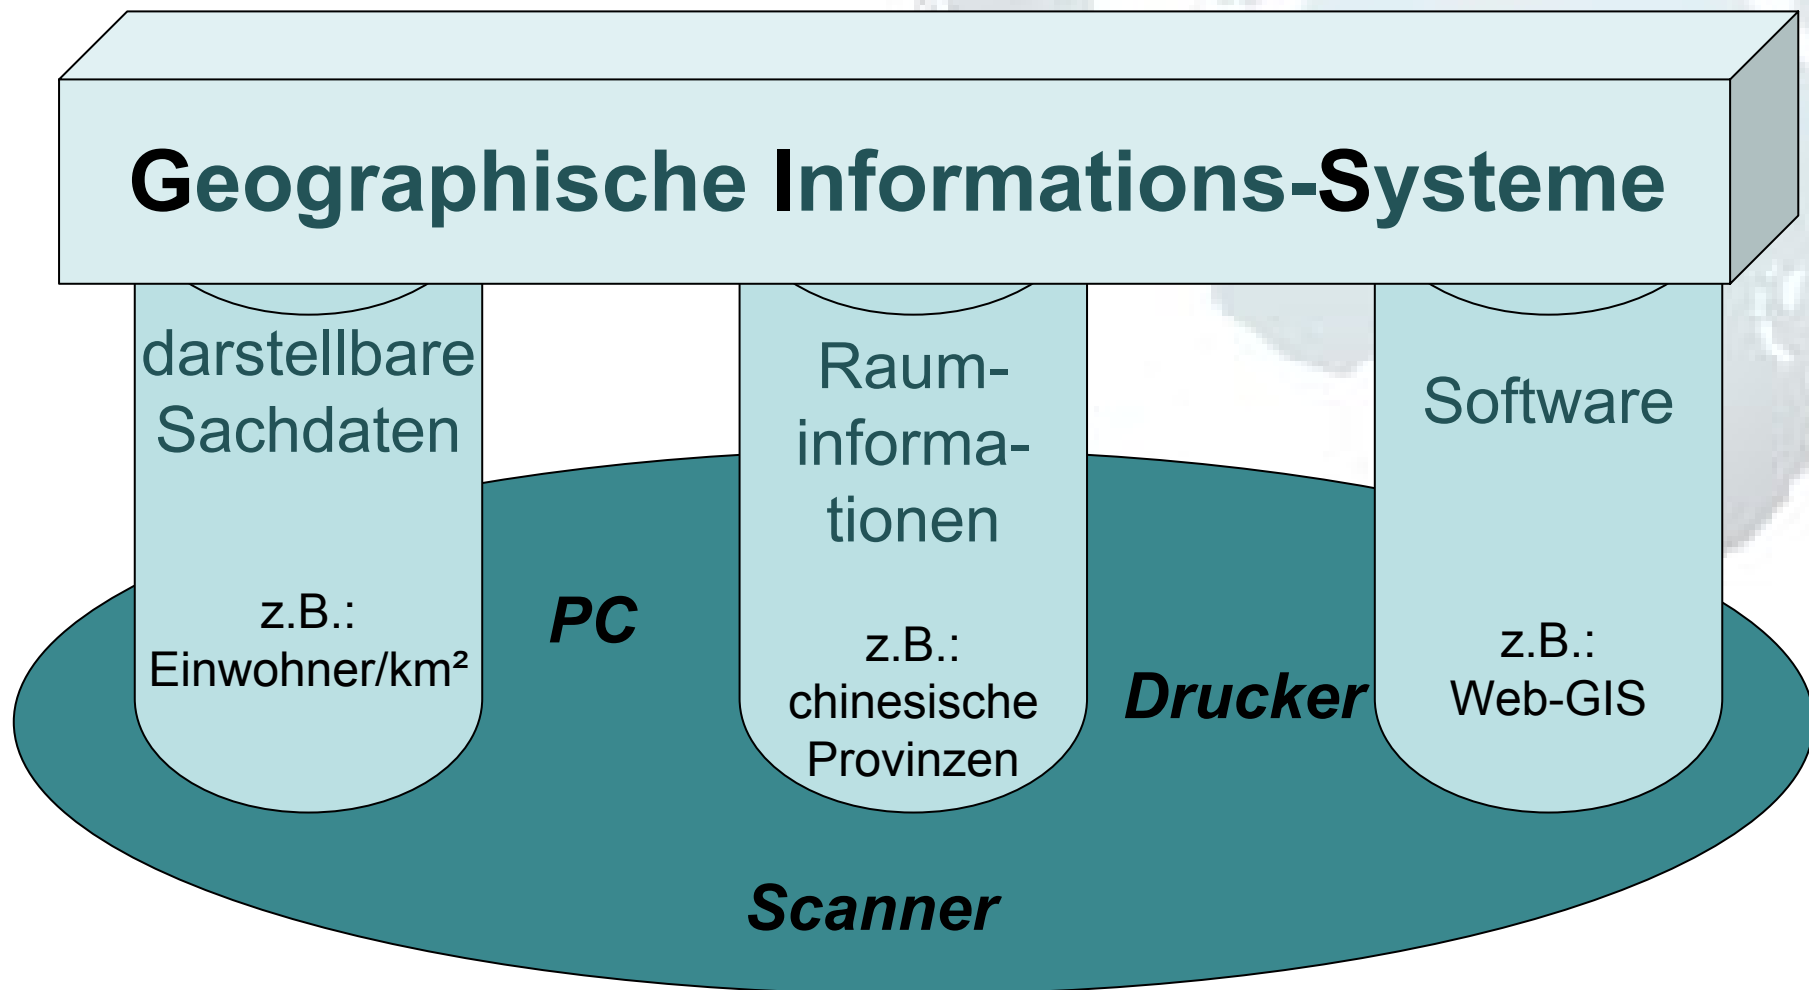 Geographische Informations-Systeme
darstellbare
Sachdaten
z.B.:
Einwohner/km²
PC
Raum-
informa-
tionen
z.B.:
chinesische
Provinzen
Drucker
Software
z.B.:
Web-GIS
Scanner